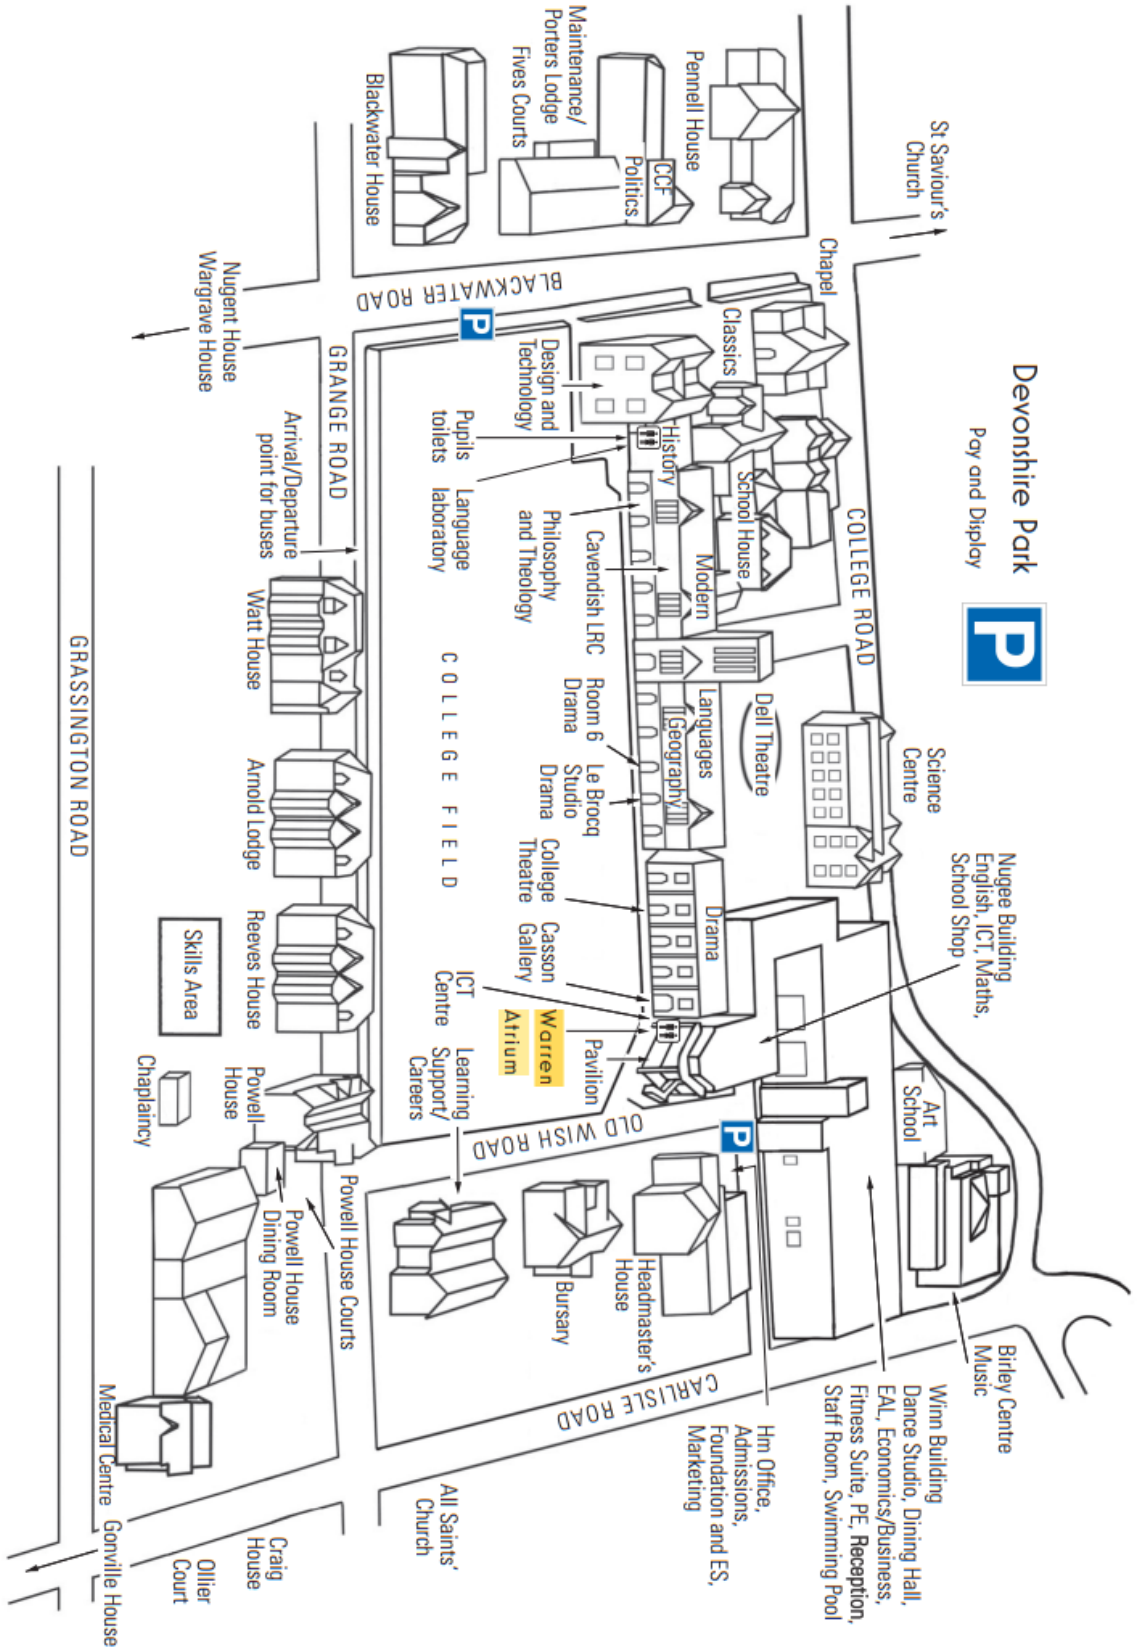 Devonshire Park
Pay and Display
P
St Saviour's
Church
Pennell House
Maintenance/
Porters Lodge
Fives Courts
CCF
Politics
Blackwater House
Nugent House
Wargrave House
BLACKWATER ROAD
P
Chapel
Classics
Design and
Technology
History
Pupils
toilets
Language
laboratory
School House
Philosophy
and Theology
Cavendish LRC
Modern
Languages
Geography
COLLEGE ROAD
Dell Theatre
Science
Centre
Room 6
Drama
Le Brocq
Studio
Drama
College
Theatre
Drama
Casson
Gallery
ICT
Centre
Warren
Atrium
Pavilion
Nugee Building
English, ICT, Maths,
School Shop
Art
School
GRANGE ROAD
Arrival/Departure
point for buses
COLLEGE FIELD
Watt House
Arnold Lodge
Reeves House
Skills Area
GRASSINGTON ROAD
Chaplaincy
Powell
House
Powell House
Dining Room
Powell House Courts
Learning
Support/
Careers
OLD WISH ROAD
P
Bursary
Headmaster's
House
Birley Centre
Music
Winn Building
Dance Studio, Dining Hall,
EAL, Economics/Business,
Fitness Suite, PE, Reception,
Staff Room, Swimming Pool
Hm Office,
Admissions,
Foundation and ES,
Marketing
CARLISLE ROAD
All Saints'
Church
Medical Centre
Craig
House
Ollier
Court
Gonville House